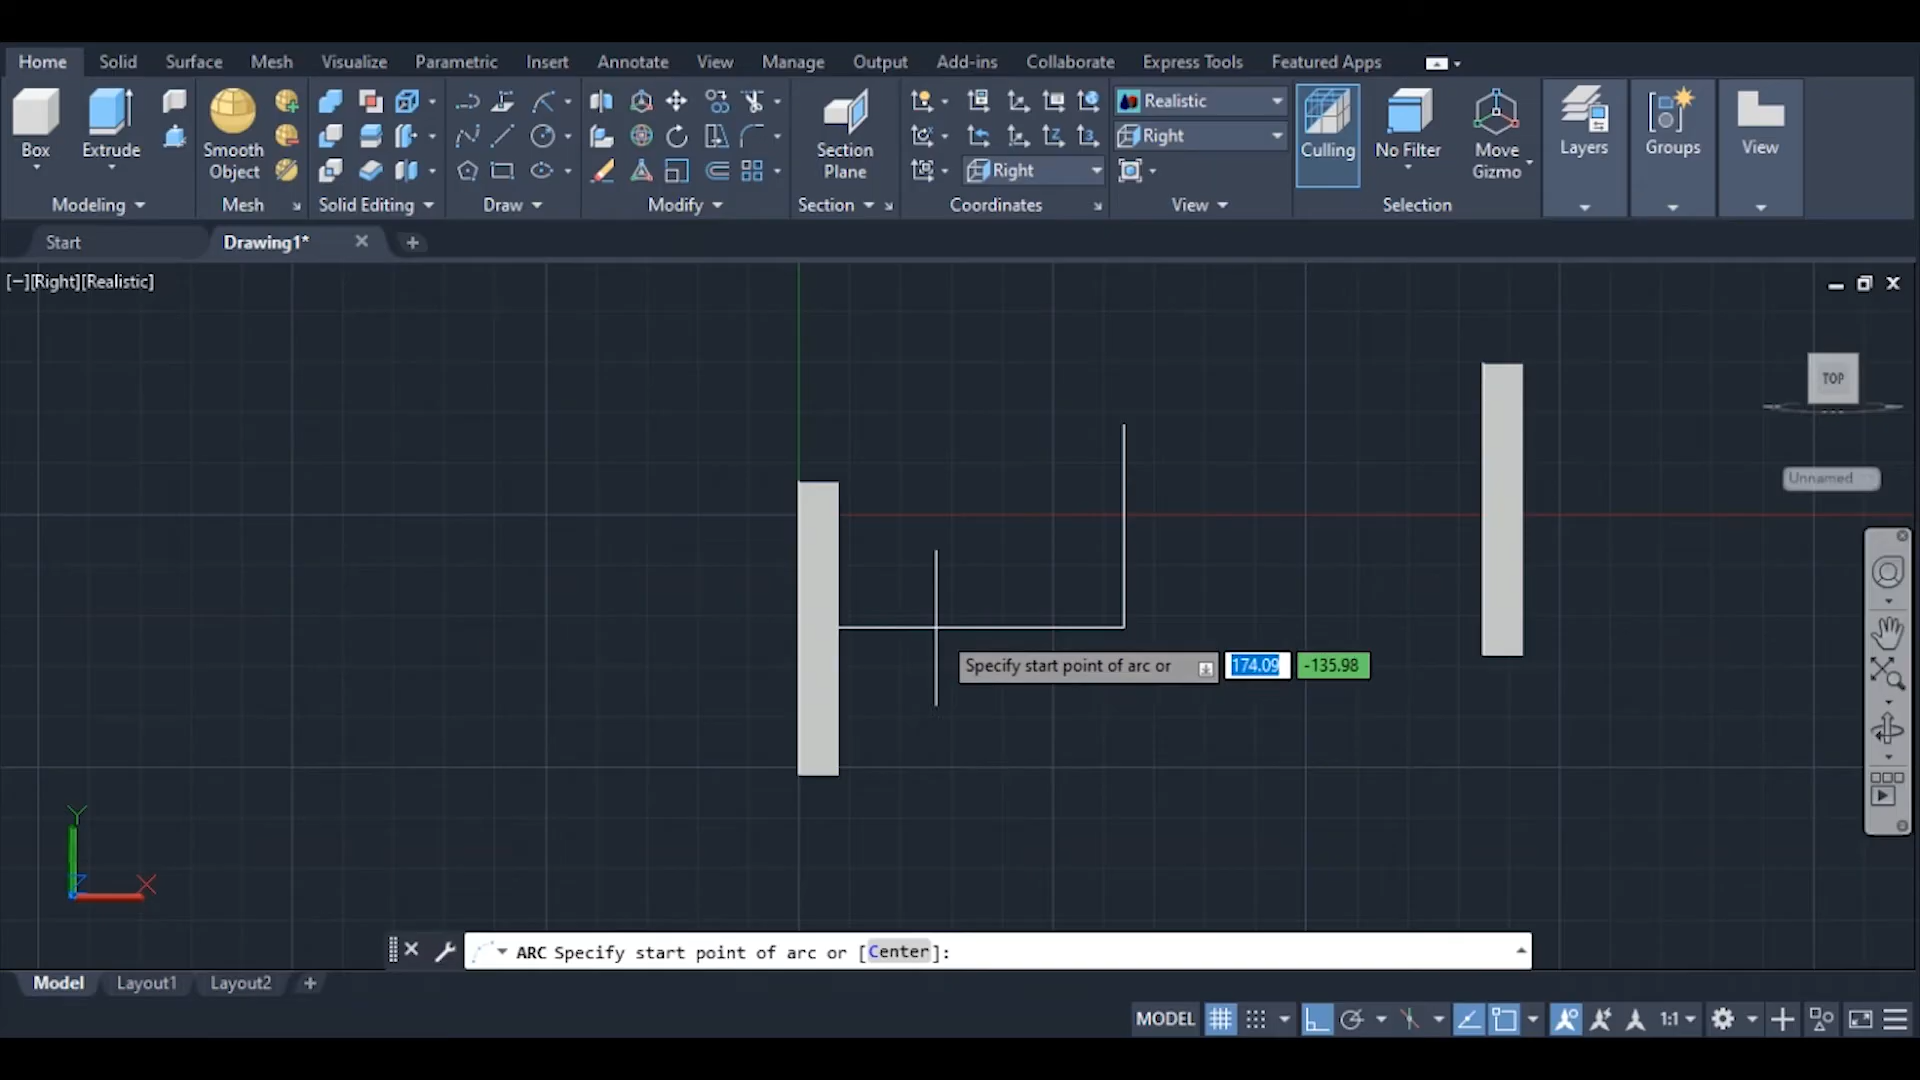 Home Solid Surface Mesh Visualize Parametric Insert Annotate View Manage Output Add-ins Collaborate Express Tools Featured Apps
Box
Extrude
Smooth
Object
Section
Plane
Realistic
Right
Right
Culling
No Filter
Move
Gizmo
Layers
Groups
View
Modeling Mesh Solid Editing Draw Modify Section Coordinates View Selection
Start Drawing1*
[−][Right][Realistic]
TOP
Unnamed
Specify start point of arc or 174.09 -135.98
Y
Z
X
ARC Specify start point of arc or [Center]:
Model Layout1 Layout2
MODEL 1:1